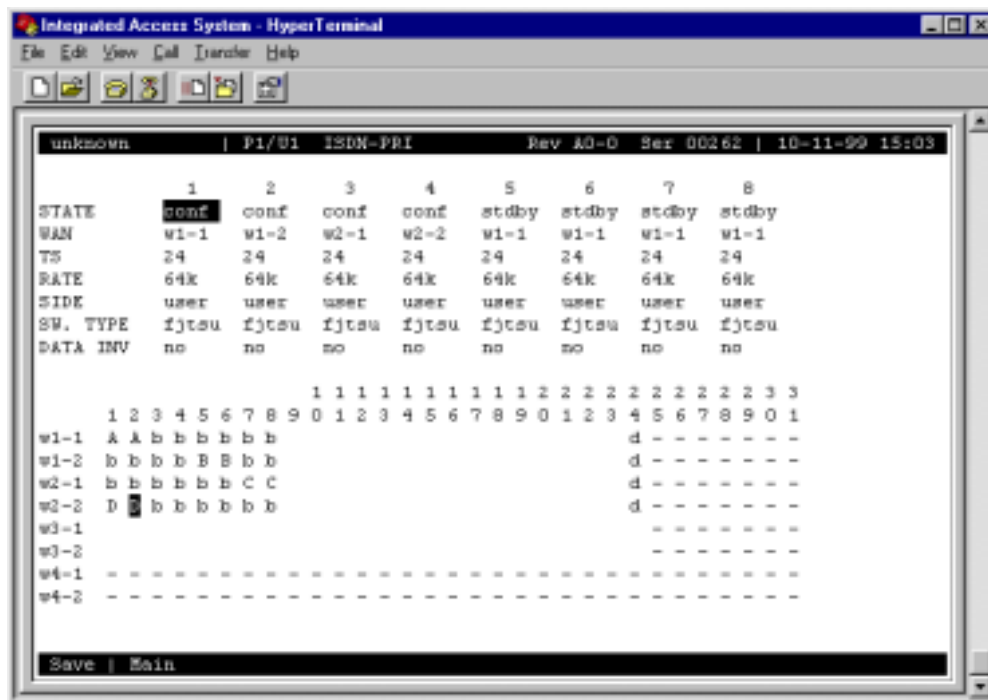 Integrated Access System - HyperTerminal
File Edit View Call Transfer Help
unknown | P1/U1 ISDN-PRI Rev A0-0 Ser 00262 | 10-11-99 15:03
1 2 3 4 5 6 7 8
STATE conf conf conf conf stdby stdby stdby stdby
WAN w1-1 w1-2 w2-1 w2-2 w1-1 w1-1 w1-1 w1-1
TS 24 24 24 24 24 24 24 24
RATE 64k 64k 64k 64k 64k 64k 64k 64k
SIDE user user user user user user user user
SW. TYPE fjtsu fjtsu fjtsu fjtsu fjtsu fjtsu fjtsu fjtsu
DATA INV no no no no no no no no
1 1 1 1 1 1 1 1 1 1 2 2 2 2 2 2 2 2 2 2 3 3
1 2 3 4 5 6 7 8 9 0 1 2 3 4 5 6 7 8 9 0 1 2 3 4 5 6 7 8 9 0 1
w1-1 A A b b b b b b d - - - - - - -
w1-2 b b b b B B b b d - - - - - - -
w2-1 b b b b b b C C d - - - - - - -
w2-2 D D b b b b b b d - - - - - - -
w3-1 - - - - - - -
w3-2 - - - - - - -
w4-1 - - - - - - - - - - - - - - - - - - - - - - - - - - - - - - -
w4-2 - - - - - - - - - - - - - - - - - - - - - - - - - - - - - - -
Save | Main